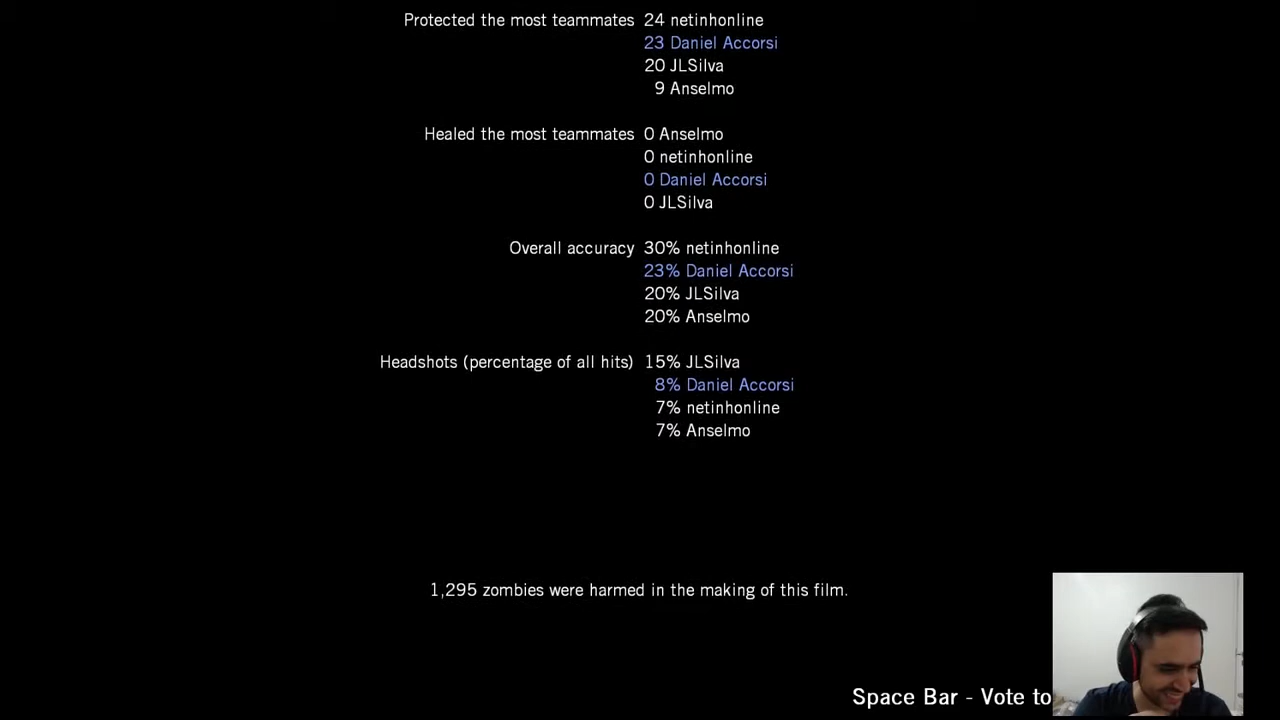 Protected the most teammates 24 netinhonline
23 Daniel Accorsi
20 JLSilva
9 Anselmo
Healed the most teammates 0 Anselmo
0 netinhonline
0 Daniel Accorsi
0 JLSilva
Overall accuracy 30% netinhonline
23% Daniel Accorsi
20% JLSilva
20% Anselmo
Headshots (percentage of all hits) 15% JLSilva
8% Daniel Accorsi
7% netinhonline
7% Anselmo
1,295 zombies were harmed in the making of this film.
Space Bar - Vote to